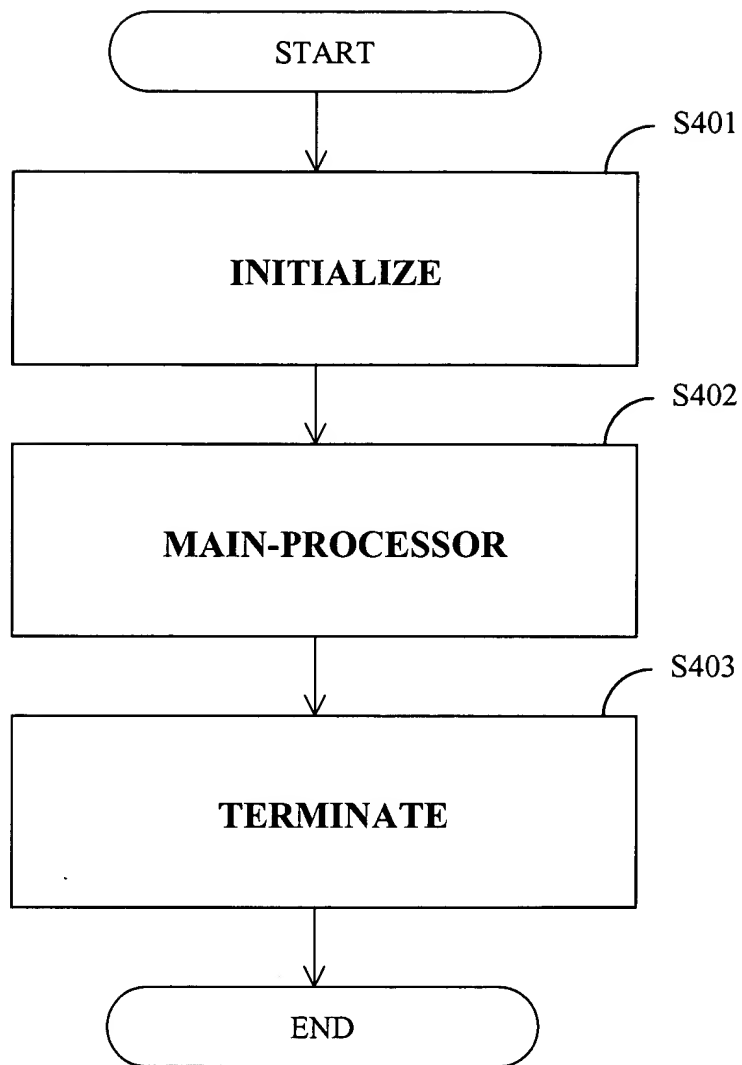 START
S401
INITIALIZE
S402
MAIN-PROCESSOR
S403
TERMINATE
END